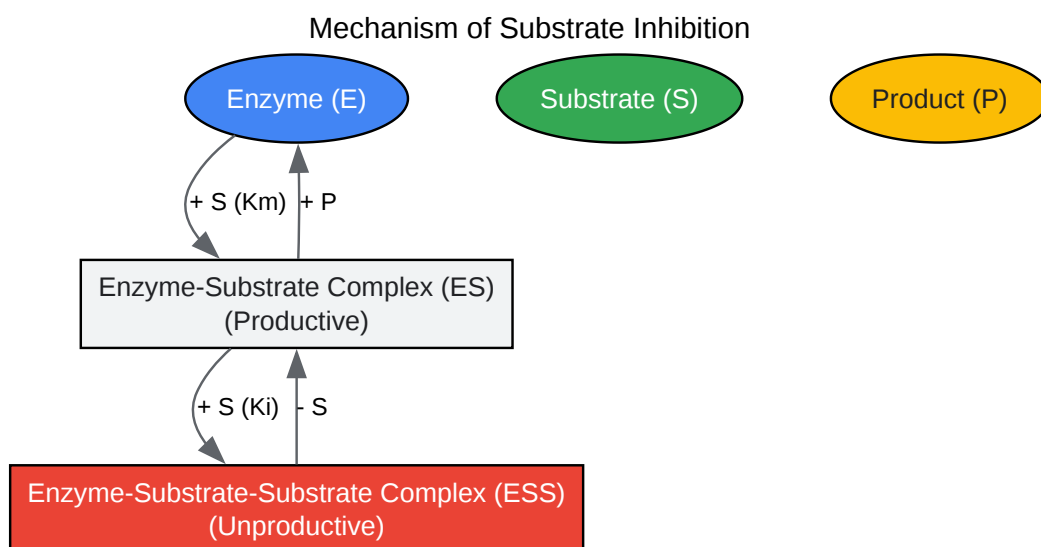 Mechanism of Substrate Inhibition
Enzyme (E)
Substrate (S)
Product (P)
+ S (Km)
+ P
Enzyme-Substrate Complex (ES)
(Productive)
+ S (Ki)
- S
Enzyme-Substrate-Substrate Complex (ESS)
(Unproductive)